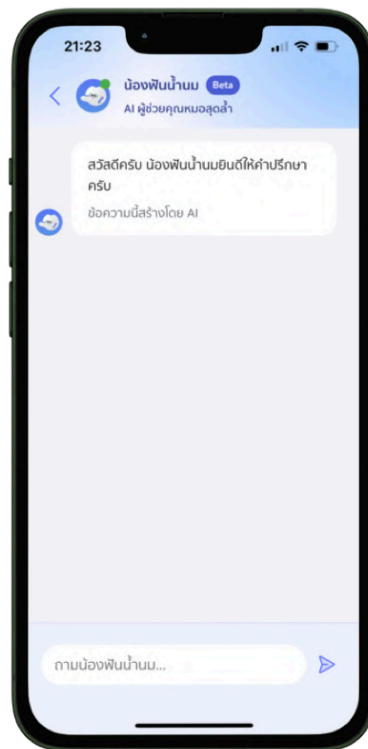 21:23
น้องฟันน้ำนม Beta
AI ผู้ช่วยคุณหมอสุดล้ำ
สวัสดีครับ น้องฟันน้ำนมยินดีให้คำปรึกษา
ครับ
ข้อความนี้สร้างโดย AI
ถามน้องฟันน้ำนม...